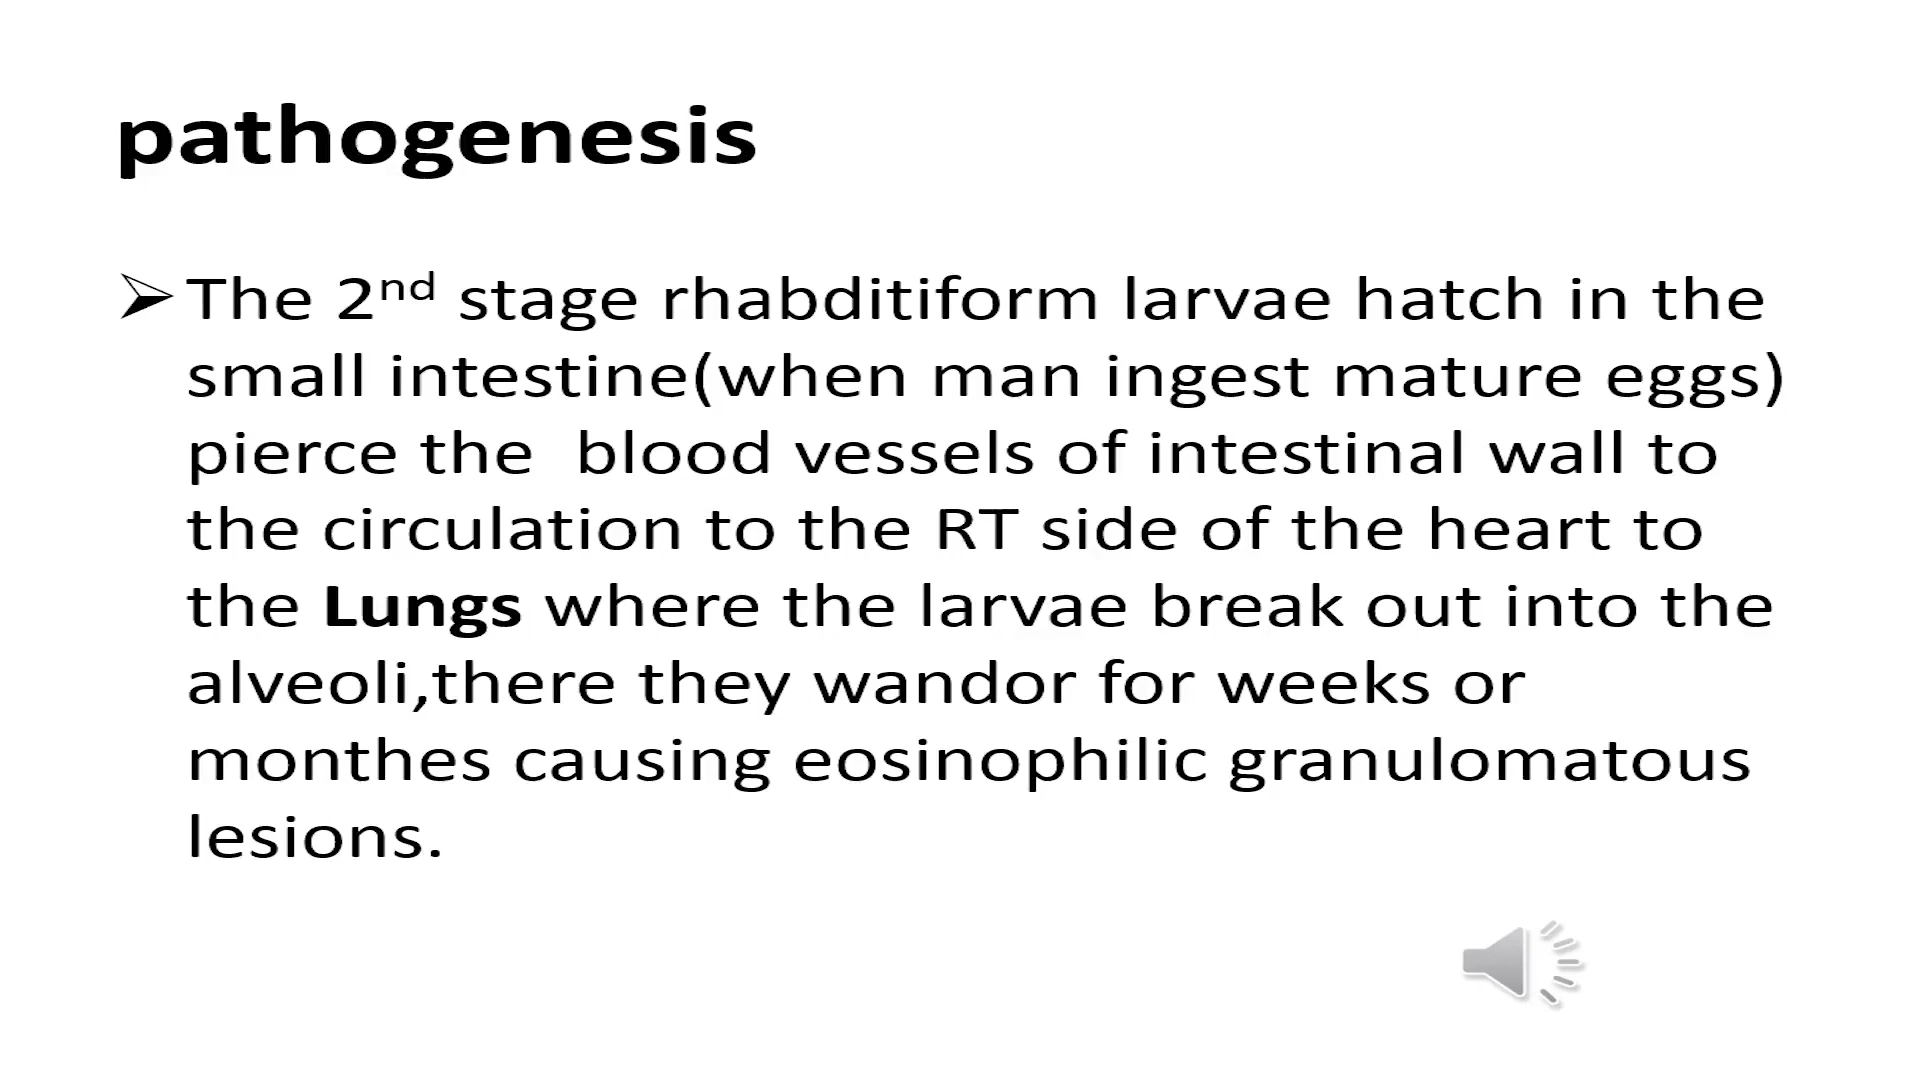 pathogenesis
➢ The 2nd stage rhabditiform larvae hatch in the
small intestine(when man ingest mature eggs)
pierce the  blood vessels of intestinal wall to
the circulation to the RT side of the heart to
the Lungs where the larvae break out into the
alveoli,there they wandor for weeks or
monthes causing eosinophilic granulomatous
lesions.